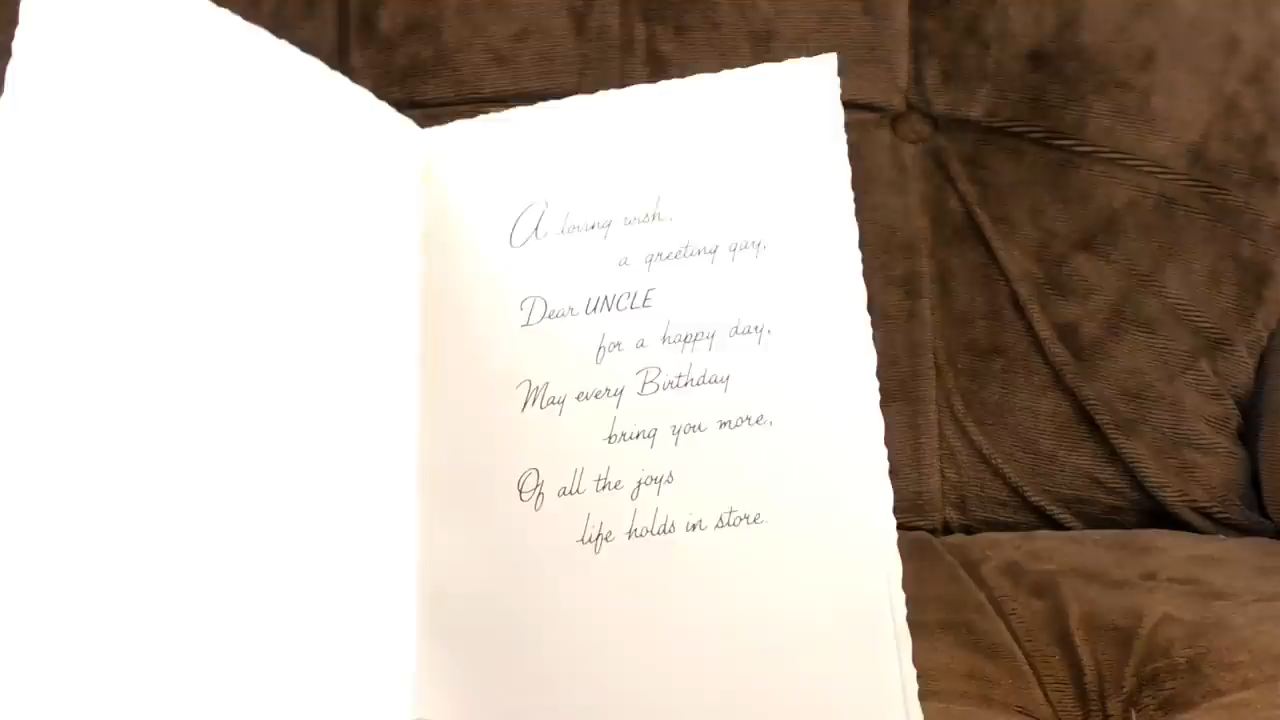 A loving wish,
a greeting gay,
Dear UNCLE
for a happy day,
May every Birthday
bring you more,
Of all the joys
life holds in store.